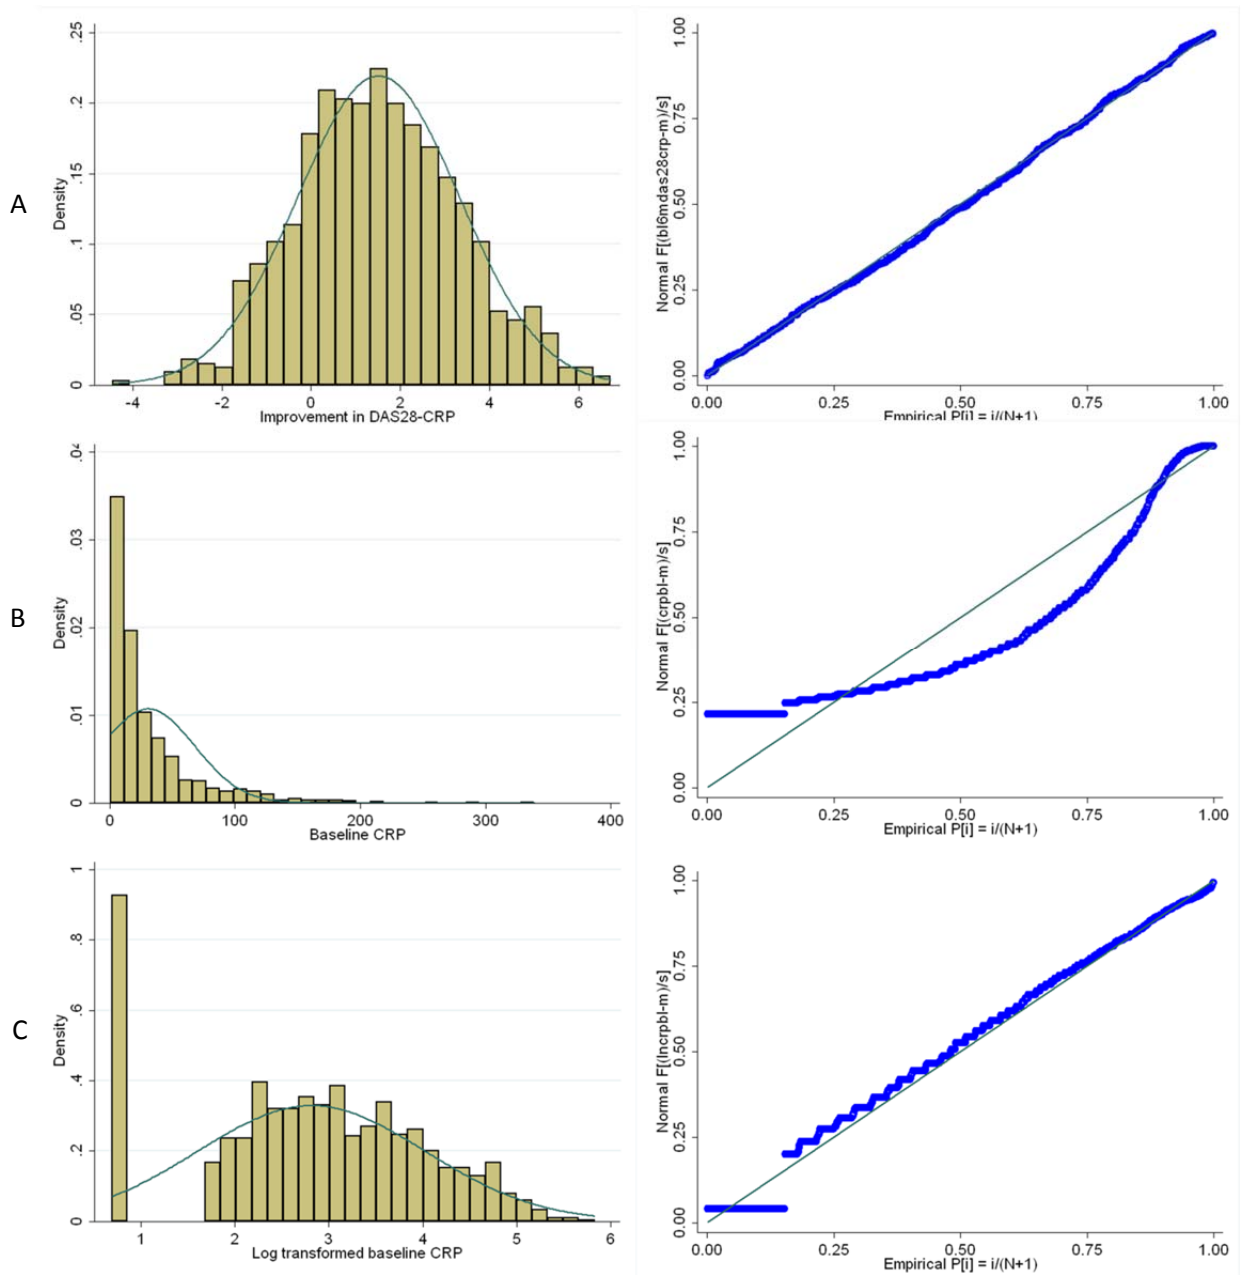 A
Density
.25
.2
.15
.1
.05
0
-4 -2 0 2 4 6
Improvement in DAS28-CRP
Normal F[(bl6mdas28crp-m)/s]
1.00
0.75
0.50
0.25
0.00
0.00 0.25 0.50 0.75 1.00
Empirical P[i] = i/(N+1)
B
Density
.04
.03
.02
.01
0
0 100 200 300 400
Baseline CRP
Normal F[(crpbl-m)/s]
1.00
0.75
0.50
0.25
0.00
0.00 0.25 0.50 0.75 1.00
Empirical P[i] = i/(N+1)
C
Density
1
.8
.6
.4
.2
0
1 2 3 4 5 6
Log transformed baseline CRP
Normal F[(lncrpbl-m)/s]
1.00
0.75
0.50
0.25
0.00
0.00 0.25 0.50 0.75 1.00
Empirical P[i] = i/(N+1)